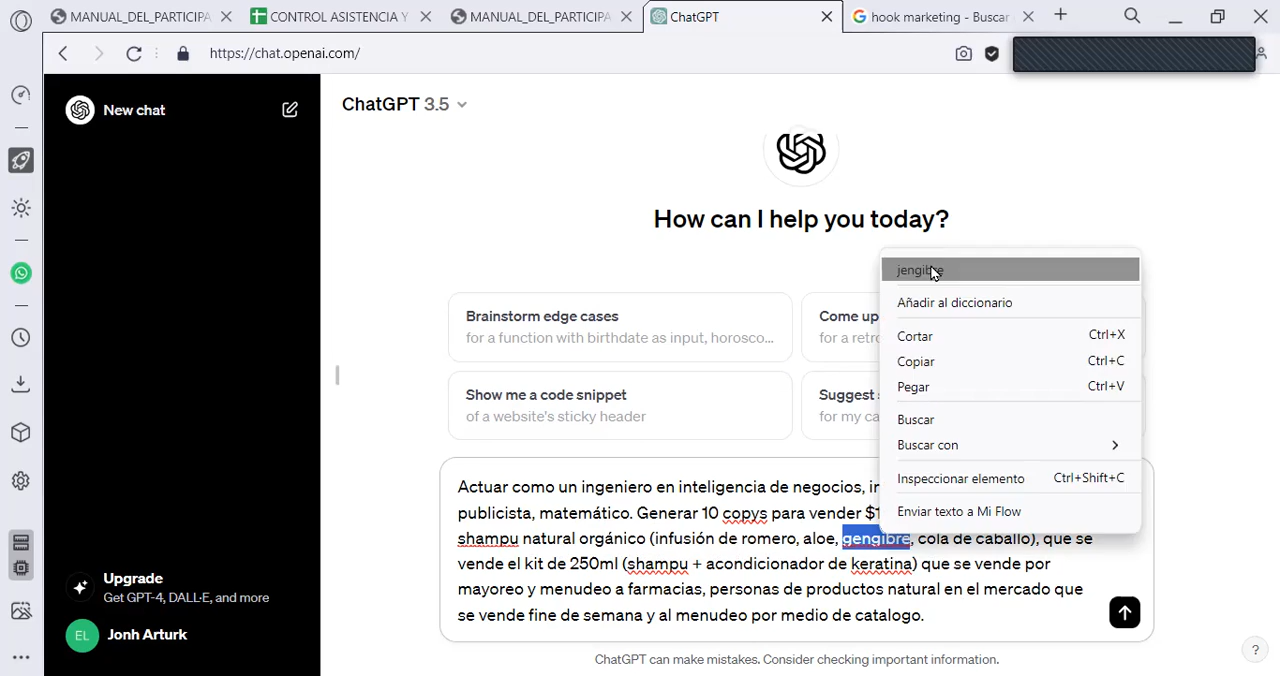 MANUAL_DEL_PARTICIPA
CONTROL ASISTENCIA Y
MANUAL_DEL_PARTICIPA
ChatGPT
hook marketing - Buscar
https://chat.openai.com/
New chat
ChatGPT 3.5
How can I help you today?
Brainstorm edge cases
for a function with birthdate as input, horosco...
Come up
for a retro
Show me a code snippet
of a website's sticky header
Suggest s
for my ca
jengibre
Añadir al diccionario
Cortar Ctrl+X
Copiar Ctrl+C
Pegar Ctrl+V
Buscar
Buscar con
Inspeccionar elemento Ctrl+Shift+C
Enviar texto a Mi Flow
Actuar como un ingeniero en inteligencia de negocios, in
publicista, matemático. Generar 10 copys para vender $1
shampu natural orgánico (infusión de romero, aloe, gengibre, cola de caballo), que se
vende el kit de 250ml (shampu + acondicionador de keratina) que se vende por
mayoreo y menudeo a farmacias, personas de productos natural en el mercado que
se vende fine de semana y al menudeo por medio de catalogo.
Upgrade
Get GPT-4, DALL·E, and more
EL
Jonh Arturk
ChatGPT can make mistakes. Consider checking important information.
?